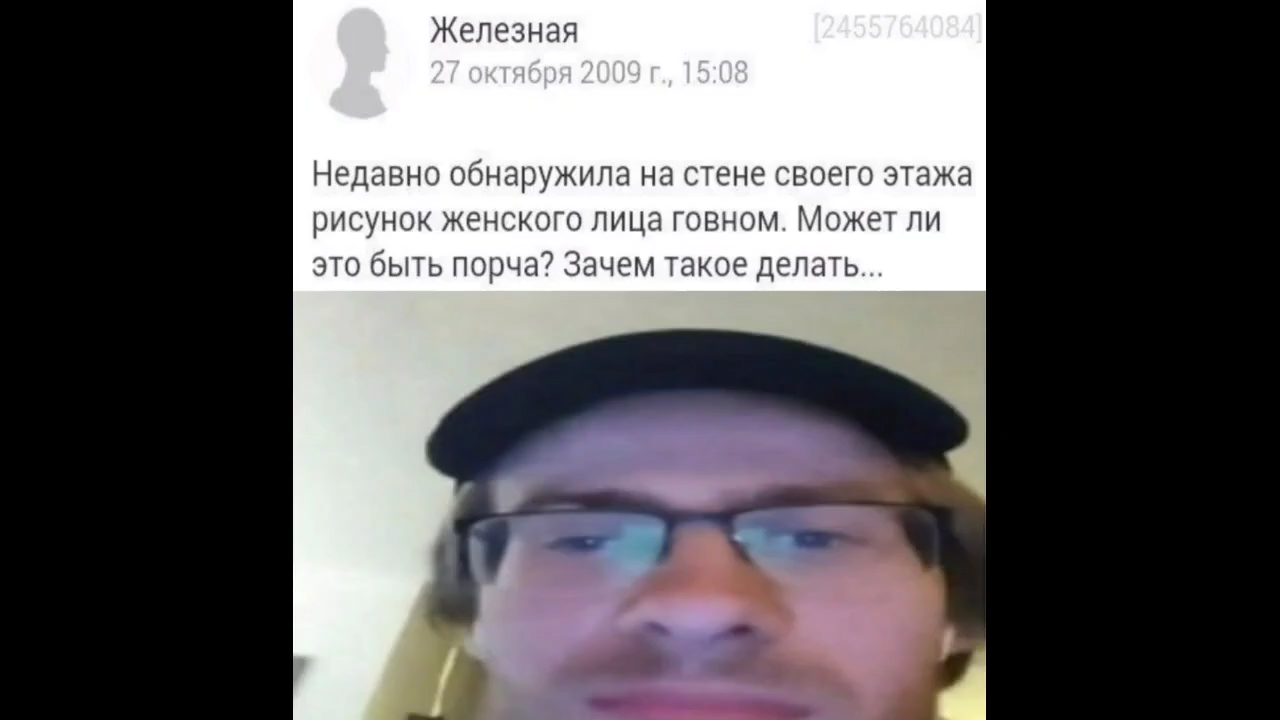 Железная
[2455764084]
27 октября 2009 г., 15:08
Недавно обнаружила на стене своего этажа
рисунок женского лица говном. Может ли
это быть порча? Зачем такое делать...